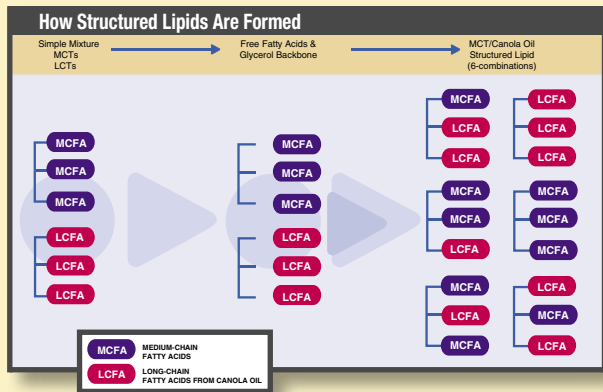 How Structured Lipids Are Formed
Simple Mixture
MCTs
LCTs
Free Fatty Acids &
Glycerol Backbone
MCT/Canola Oil
Structured Lipid
(6-combinations)
MCFA
MCFA
MCFA
LCFA
LCFA
LCFA
MCFA
MCFA
MCFA
LCFA
LCFA
LCFA
MCFA
LCFA
LCFA
LCFA
LCFA
LCFA
MCFA
MCFA
LCFA
MCFA
MCFA
MCFA
MCFA
LCFA
MCFA
LCFA
MCFA
LCFA
MCFA MEDIUM-CHAIN
FATTY ACIDS
LCFA LONG-CHAIN
FATTY ACIDS FROM CANOLA OIL